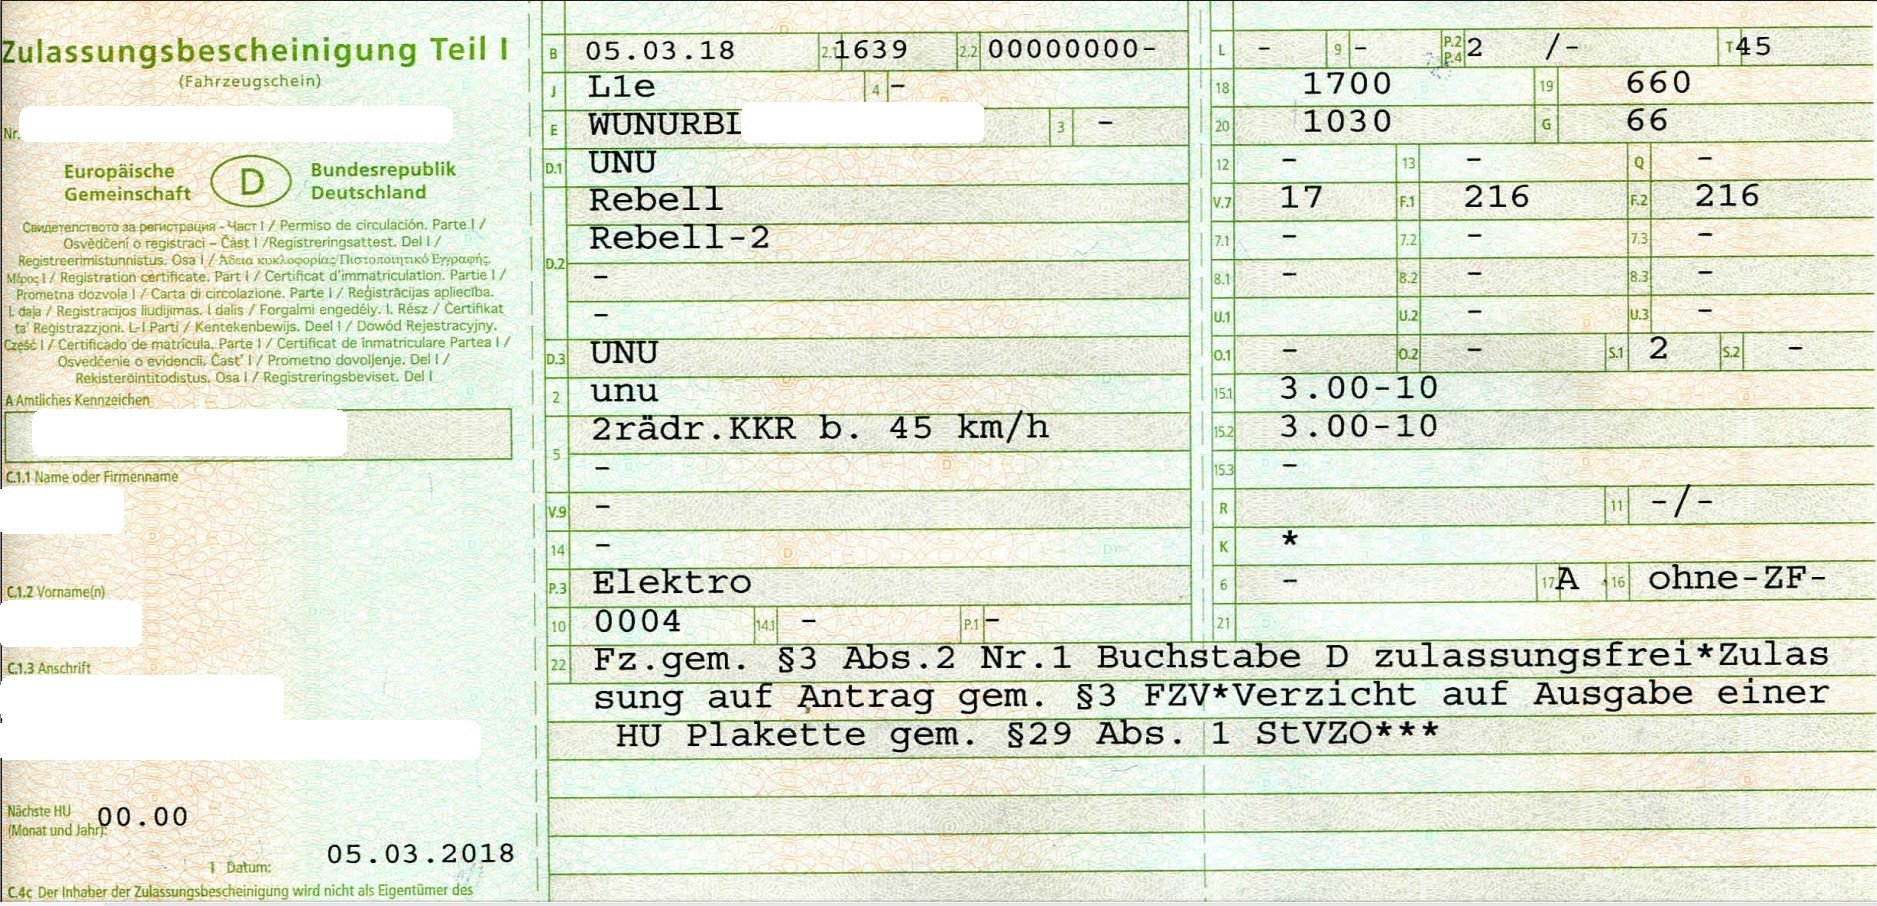 Zulassungsbescheinigung Teil I
(Fahrzeugschein)
Nr.
Europäische Gemeinschaft D Bundesrepublik Deutschland
Свидетелството за регистрация - Част I / Permiso de circulación. Parte I /
Osvědčení o registraci – Část I /Registreringsattest. Del I /
Registreerimistunnistus. Osa I / Άδεια κυκλοφορίας/Πιστοποιητικό Εγγραφής.
Μέρος I / Registration certificate. Part I / Certificat d'immatriculation. Partie I /
Prometna dozvola I / Carta di circolazione. Parte I / Reģistrācijas apliecība.
I. daļa / Registracijos liudijimas. I dalis / Forgalmi engedély. I. Rész / Ċertifikat
ta' Reġistrazzjoni. L-I Parti / Kentekenbewijs. Deel I / Dowód Rejestracyjny.
Część I / Certificado de matrícula. Parte I / Certificat de înmatriculare Partea I /
Osvedčenie o evidencii. Časť I / Prometno dovoljenje. Del I /
Rekisteröintitodistus. Osa I / Registreringsbeviset. Del I
A Amtliches Kennzeichen
C.1.1 Name oder Firmenname
C.1.2 Vorname(n)
C.1.3 Anschrift
Nächste HU
(Monat und Jahr): 00.00
I Datum: 05.03.2018
C.4c Der Inhaber der Zulassungsbescheinigung wird nicht als Eigentümer des
B 05.03.18 2.1 1639 2.2 00000000-
J L1e 4 -
E WUNURBI 3 -
D.1 UNU
Rebell
D.2 Rebell-2
-
-
D.3 UNU
2 unu
5 2rädr.KKR b. 45 km/h
-
V.9 -
14 -
P.3 Elektro
10 0004 14.1 - P.1 -
L - 9 - P.2 P.4 2 /- T 45
18 1700 19 660
20 1030 G 66
12 - 13 - Q -
V.7 17 F.1 216 F.2 216
7.1 - 7.2 - 7.3 -
8.1 - 8.2 - 8.3 -
U.1 - U.2 - U.3 -
O.1 - O.2 - S.1 2 S.2 -
15.1 3.00-10
15.2 3.00-10
15.3 -
R 11 -/-
K *
6 - 17 A 16 ohne-ZF-
21
22 Fz.gem. §3 Abs.2 Nr.1 Buchstabe D zulassungsfrei*Zulas
sung auf Antrag gem. §3 FZV*Verzicht auf Ausgabe einer
HU Plakette gem. §29 Abs. 1 StVZO***